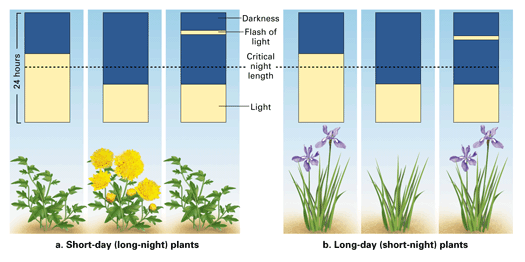 Darkness
Flash of
light
Critical
night
length
24 hours
Light
a. Short-day (long-night) plants
b. Long-day (short-night) plants